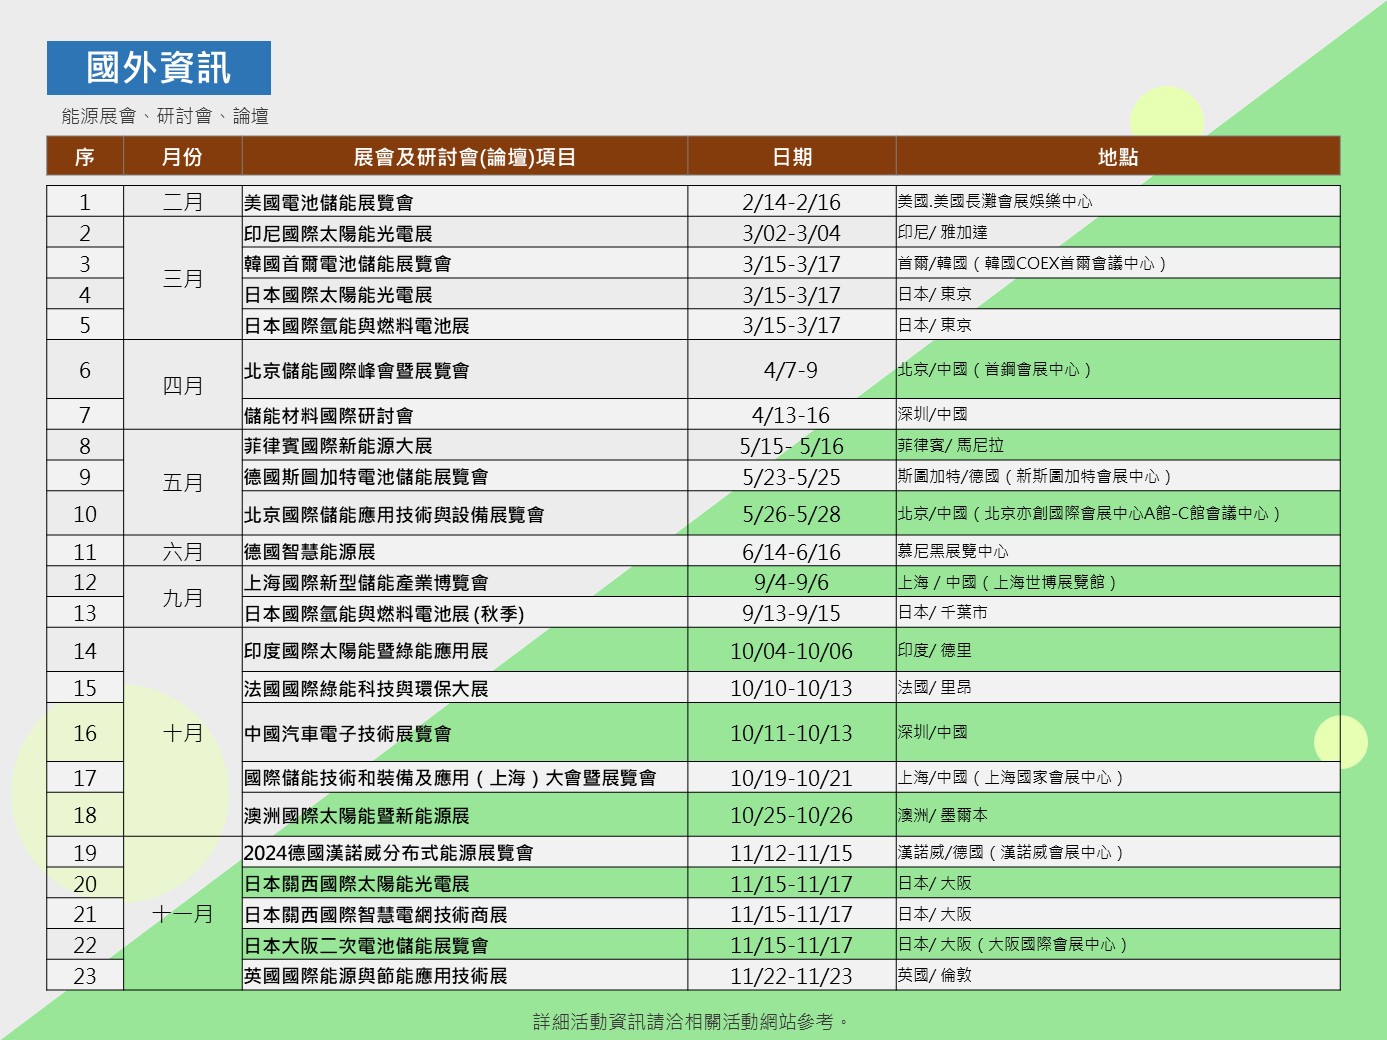 國外資訊
能源展會、研討會、論壇
序 月份 展會及研討會(論壇)項目 日期 地點
1 二月 美國電池儲能展覽會 2/14-2/16 美國.美國長灘會展娛樂中心
2 印尼國際太陽能光電展 3/02-3/04 印尼/ 雅加達
3 三月 韓國首爾電池儲能展覽會 3/15-3/17 首爾/韓國（韓國COEX首爾會議中心）
4 日本國際太陽能光電展 3/15-3/17 日本/ 東京
5 日本國際氫能與燃料電池展 3/15-3/17 日本/ 東京
6 四月 北京儲能國際峰會暨展覽會 4/7-9 北京/中國（首鋼會展中心）
7 儲能材料國際研討會 4/13-16 深圳/中國
8 菲律賓國際新能源大展 5/15- 5/16 菲律賓/ 馬尼拉
9 五月 德國斯圖加特電池儲能展覽會 5/23-5/25 斯圖加特/德國（新斯圖加特會展中心）
10 北京國際儲能應用技術與設備展覽會 5/26-5/28 北京/中國（北京亦創國際會展中心A館-C館會議中心）
11 六月 德國智慧能源展 6/14-6/16 慕尼黑展覽中心
12 九月 上海國際新型儲能產業博覽會 9/4-9/6 上海 / 中國（上海世博展覽館）
13 日本國際氫能與燃料電池展 (秋季) 9/13-9/15 日本/ 千葉市
14 印度國際太陽能暨綠能應用展 10/04-10/06 印度/ 德里
15 法國國際綠能科技與環保大展 10/10-10/13 法國/ 里昂
16 十月 中國汽車電子技術展覽會 10/11-10/13 深圳/中國
17 國際儲能技術和裝備及應用（上海）大會暨展覽會 10/19-10/21 上海/中國（上海國家會展中心）
18 澳洲國際太陽能暨新能源展 10/25-10/26 澳洲/ 墨爾本
19 2024德國漢諾威分布式能源展覽會 11/12-11/15 漢諾威/德國（漢諾威會展中心）
20 日本關西國際太陽能光電展 11/15-11/17 日本/ 大阪
21 十一月 日本關西國際智慧電網技術商展 11/15-11/17 日本/ 大阪
22 日本大阪二次電池儲能展覽會 11/15-11/17 日本/ 大阪（大阪國際會展中心）
23 英國國際能源與節能應用技術展 11/22-11/23 英國/ 倫敦
詳細活動資訊請洽相關活動網站參考。